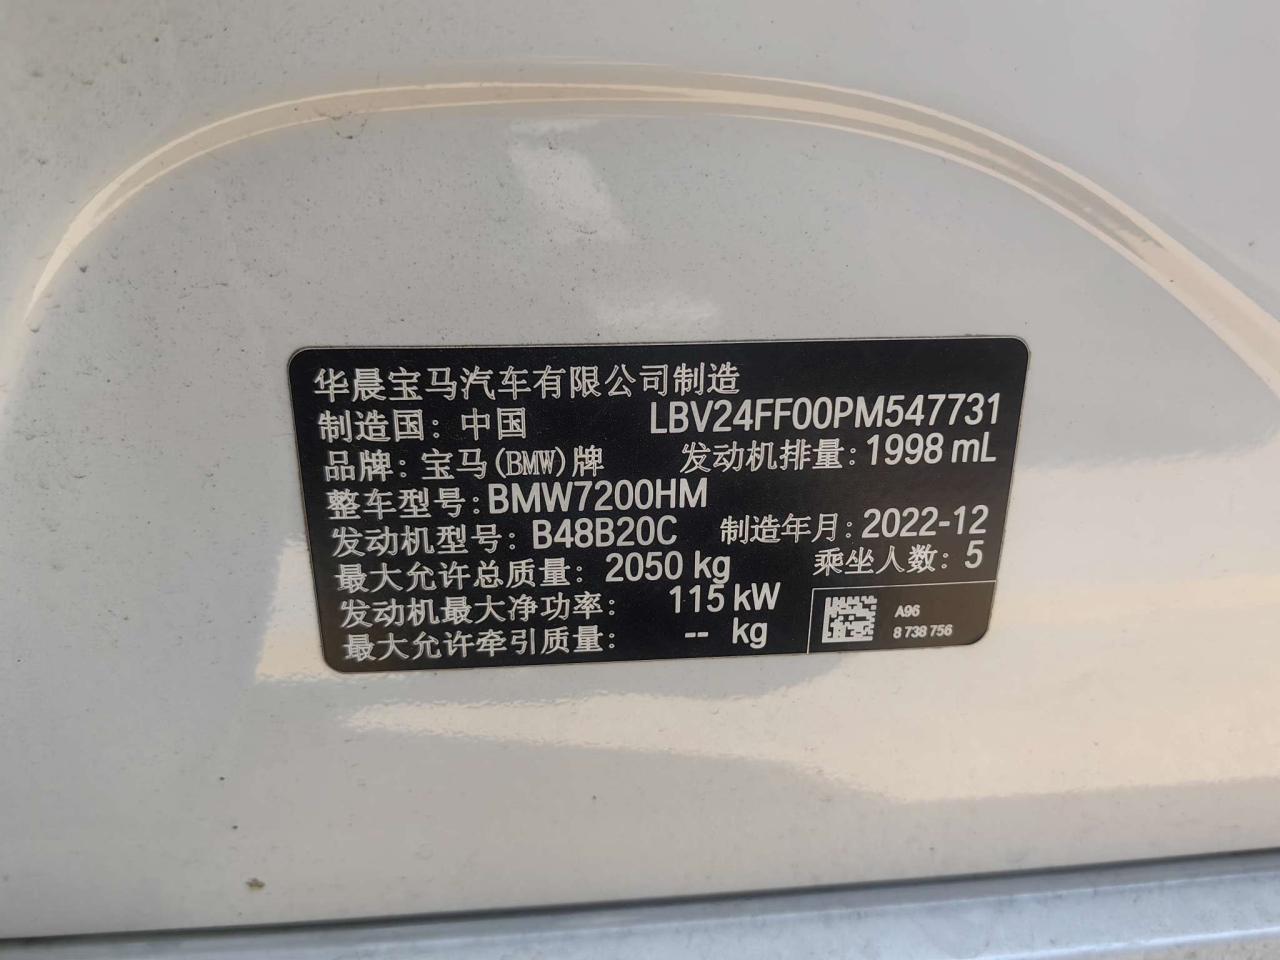 华晨宝马汽车有限公司制造
制造国: 中国 LBV24FF00PM547731
品牌: 宝马(BMW)牌 发动机排量: 1998 mL
整车型号: BMW7200HM
发动机型号: B48B20C 制造年月: 2022-12
最大允许总质量: 2050 kg 乘坐人数: 5
发动机最大净功率: 115 kW
最大允许牵引质量: -- kg
A96
8 738 756